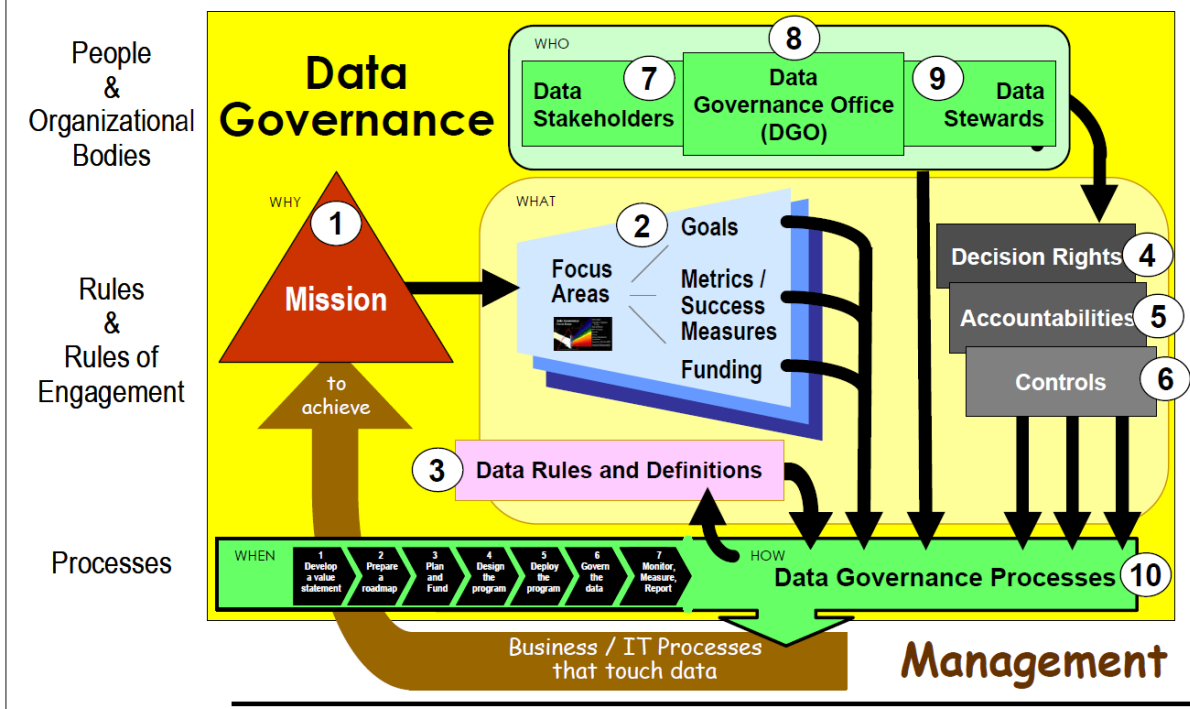 People
&
Organizational
Bodies
Rules
&
Rules of
Engagement
Processes
Data
Governance
WHO
8
7
9
Data
Stakeholders
Data
Governance Office
(DGO)
Data
Stewards
WHY
1
Mission
WHAT
2
Focus
Areas
Goals
Metrics /
Success
Measures
Funding
Decision Rights
4
Accountabilities
5
Controls
6
to
achieve
3
Data Rules and Definitions
WHEN
1
Develop
a value
statement
2
Prepare
a
roadmap
3
Plan
and
Fund
4
Design
the
program
5
Deploy
the
program
6
Govern
the
data
7
Monitor,
Measure,
Report
HOW
Data Governance Processes
10
Business / IT Processes
that touch data
Management